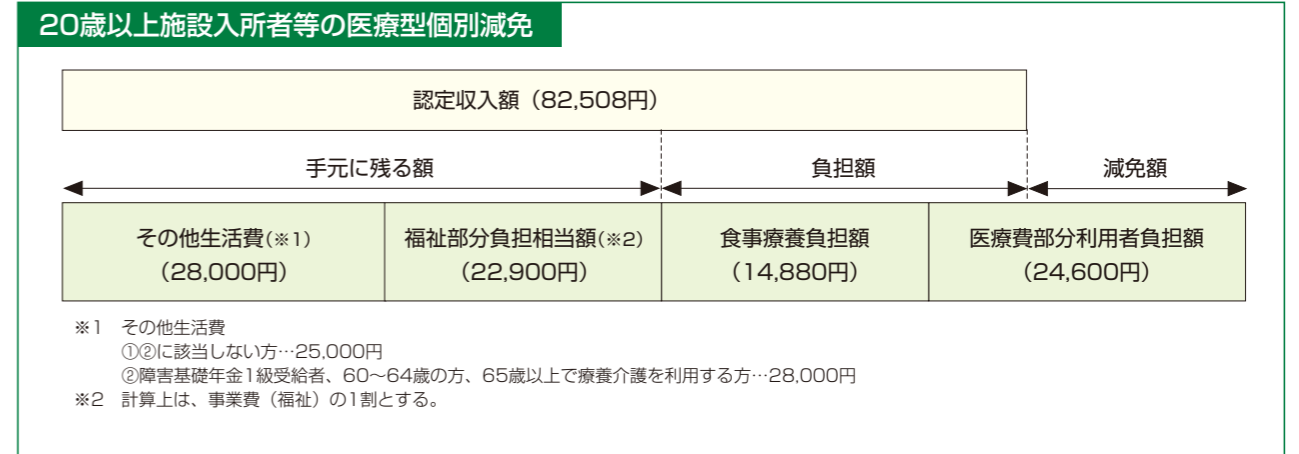 20歳以上施設入所者等の医療型個別減免
認定収入額（82,508円）
手元に残る額
負担額
減免額
その他生活費(※1)
（28,000円）
福祉部分負担相当額(※2)
（22,900円）
食事療養負担額
（14,880円）
医療費部分利用者負担額
（24,600円）
※1　その他生活費
①②に該当しない方…25,000円
②障害基礎年金1級受給者、60～64歳の方、65歳以上で療養介護を利用する方…28,000円
※2　計算上は、事業費（福祉）の1割とする。